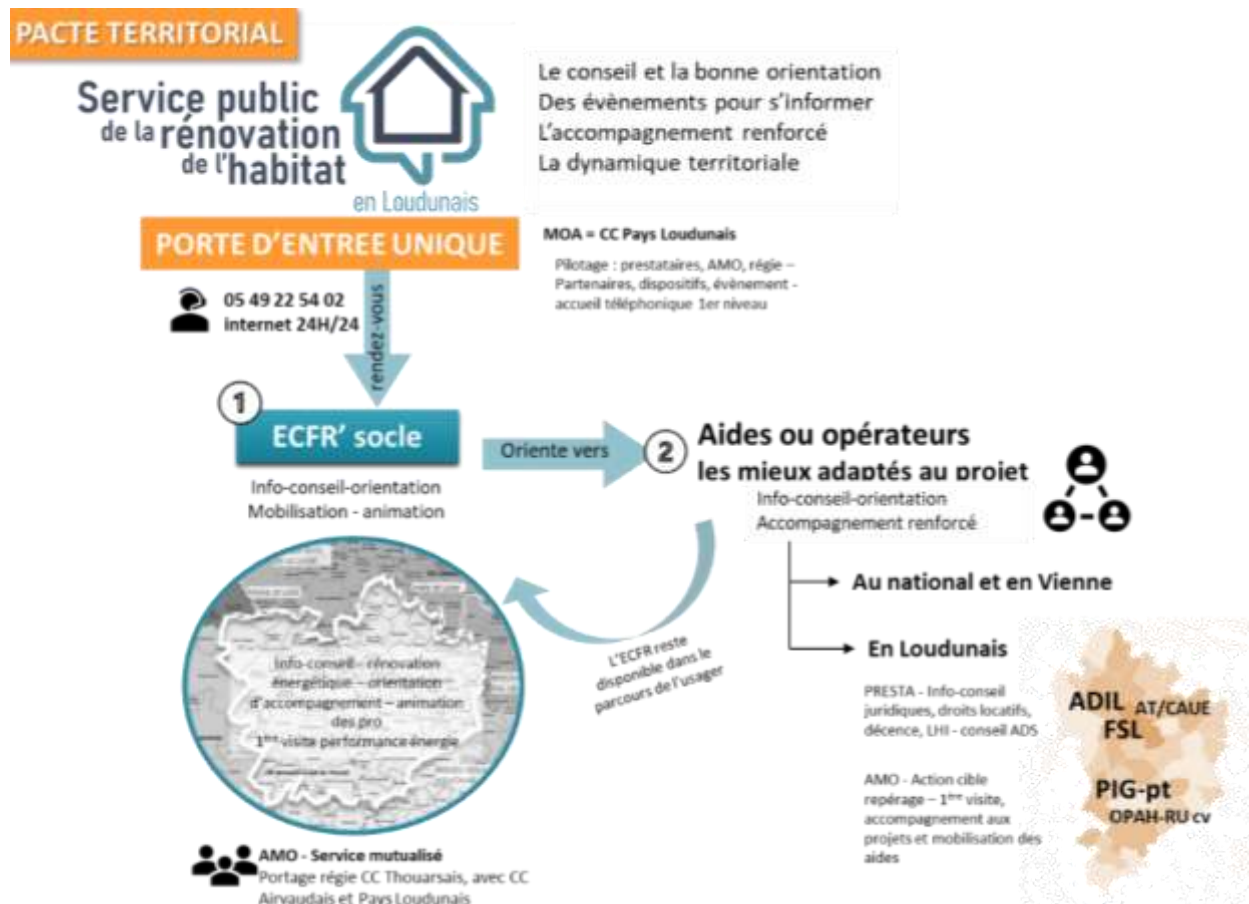 PACTE TERRITORIAL
Service public
de la rénovation
de l'habitat
en Loudunais
Le conseil et la bonne orientation
Des évènements pour s'informer
L'accompagnement renforcé
La dynamique territoriale
PORTE D'ENTREE UNIQUE
MOA = CC Pays Loudunais
Pilotage : prestataires, AMO, régie –
Partenaires, dispositifs, évènement -
accueil téléphonique 1er niveau
05 49 22 54 02
internet 24H/24
rendez-vous
1
ECFR' socle
Info-conseil-orientation
Mobilisation - animation
Oriente vers
2
Aides ou opérateurs
les mieux adaptés au projet
Info-conseil-orientation
Accompagnement renforcé
Au national et en Vienne
En Loudunais
L'ECFR reste
disponible dans le
parcours de l'usager
Info-conseil - rénovation
énergétique – orientation
d'accompagnement – animation
des pro
1ère visite performance énergie
PRESTA - Info-conseil
juridiques, droits locatifs,
décence, LHI - conseil ADS
AMO - Action cible
repérage – 1ère visite,
accompagnement aux
projets et mobilisation des
aides
ADIL AT/CAUE
FSL
PIG-pt
OPAH-RU cv
AMO - Service mutualisé
Portage régie CC Thouarsais, avec CC
Airvaudais et Pays Loudunais